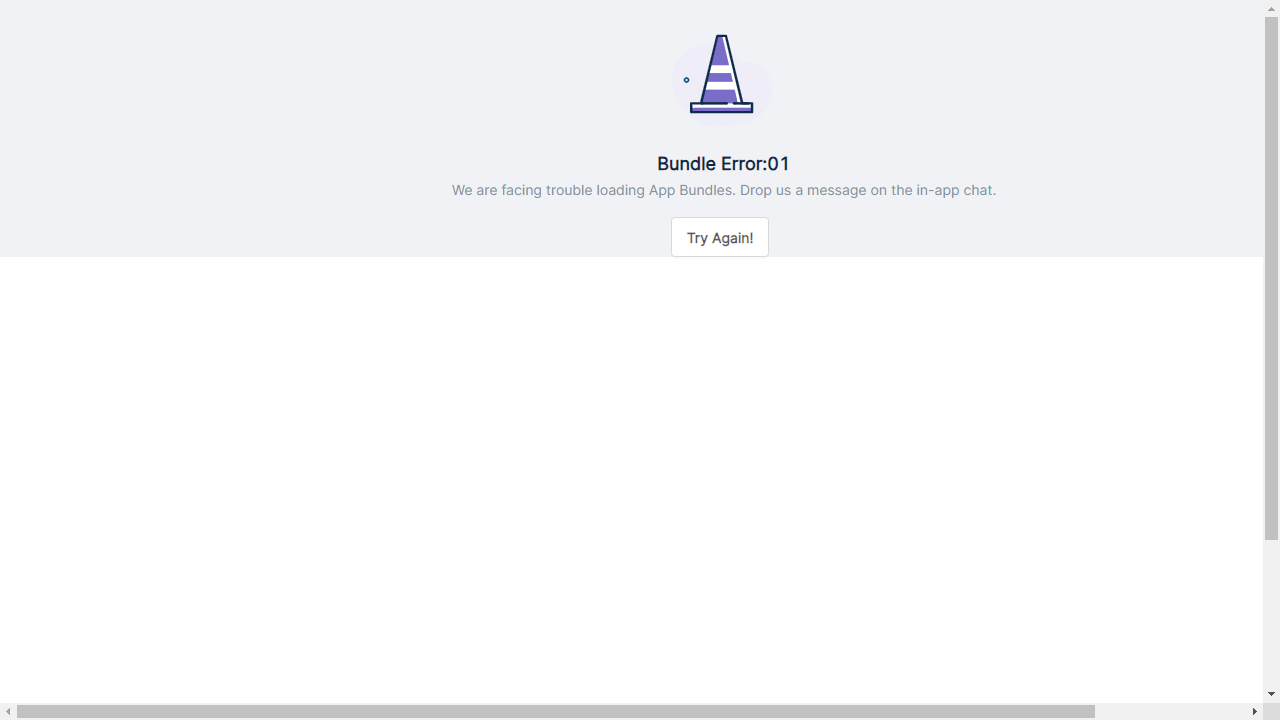 Bundle Error:01
We are facing trouble loading App Bundles. Drop us a message on the in-app chat.
Try Again!